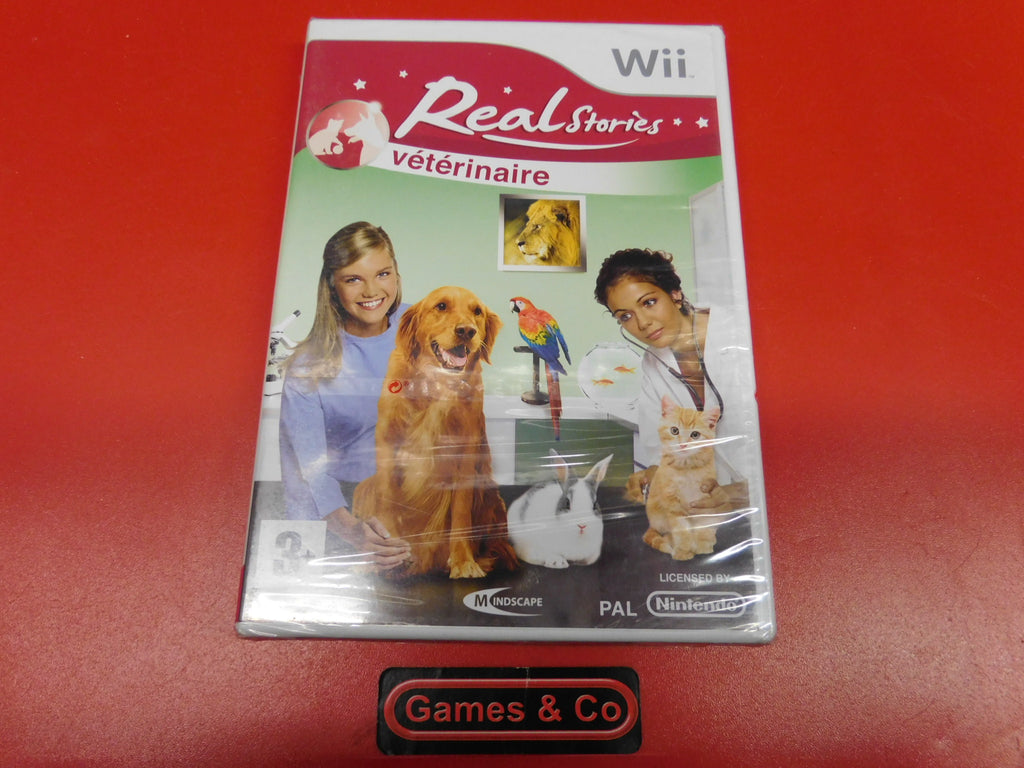 Wii
Real Stories
vétérinaire
3+
LICENSED BY
MINDSCAPE
PAL
Nintendo
Games & Co